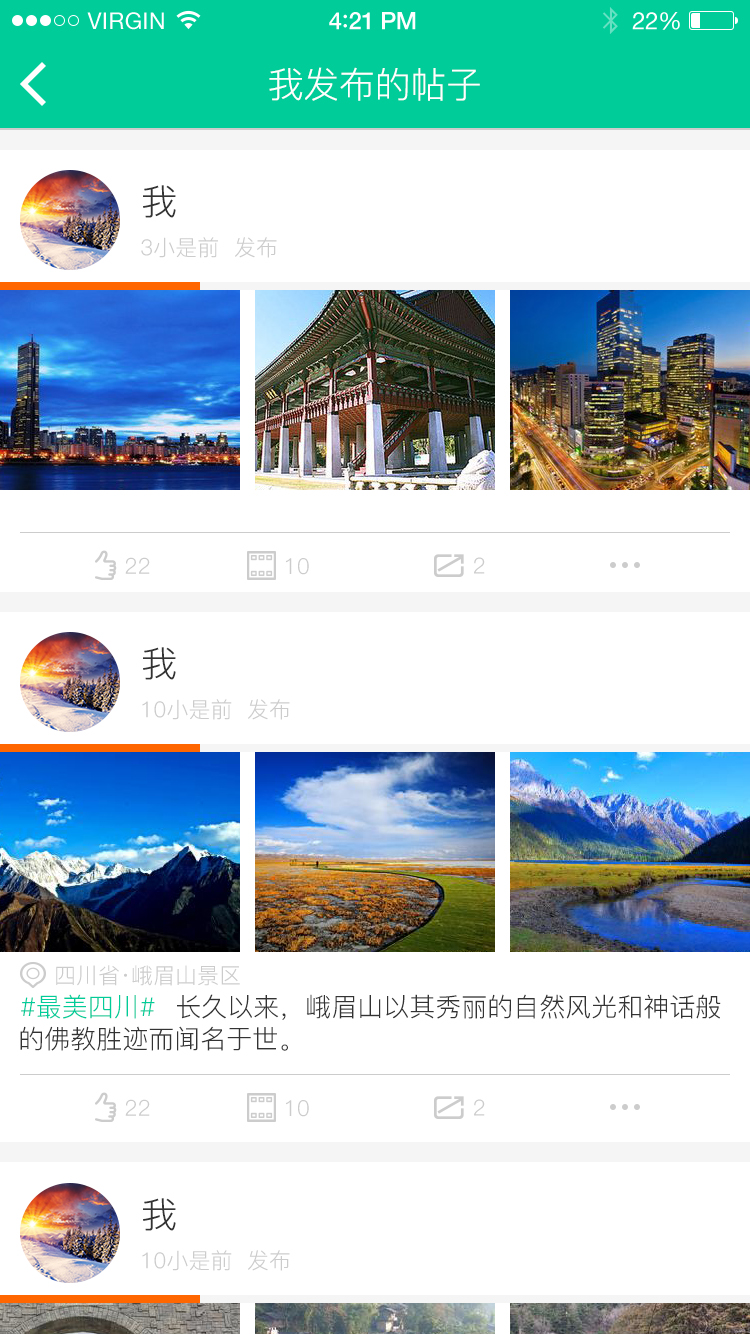 VIRGIN 4:21 PM 22%
我发布的帖子
我
3小是前 发布
22 10 2
我
10小是前 发布
四川省·峨眉山景区
#最美四川# 长久以来，峨眉山以其秀丽的自然风光和神话般
的佛教胜迹而闻名于世。
22 10 2
我
10小是前 发布